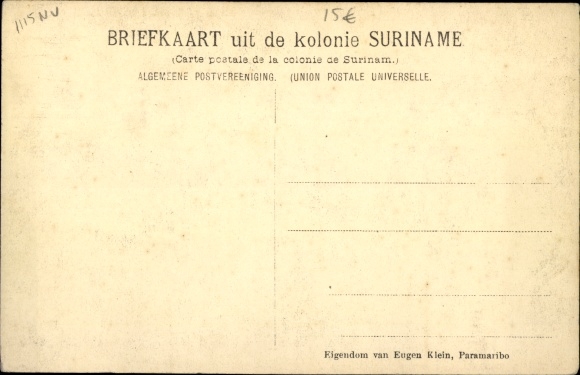 1115NU
15€
BRIEFKAART uit de kolonie SURINAME
(Carte postale de la colonie de Surinam.)
ALGEMEENE POSTVEREENIGING. (UNION POSTALE UNIVERSELLE.
Eigendom van Eugen Klein, Paramaribo